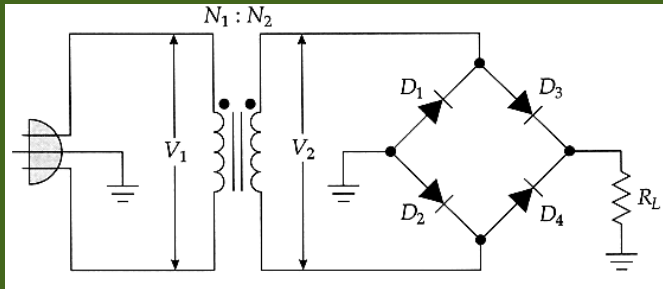 N₁ : N₂
D₁
D₃
V₁
V₂
D₂
D₄
R_L